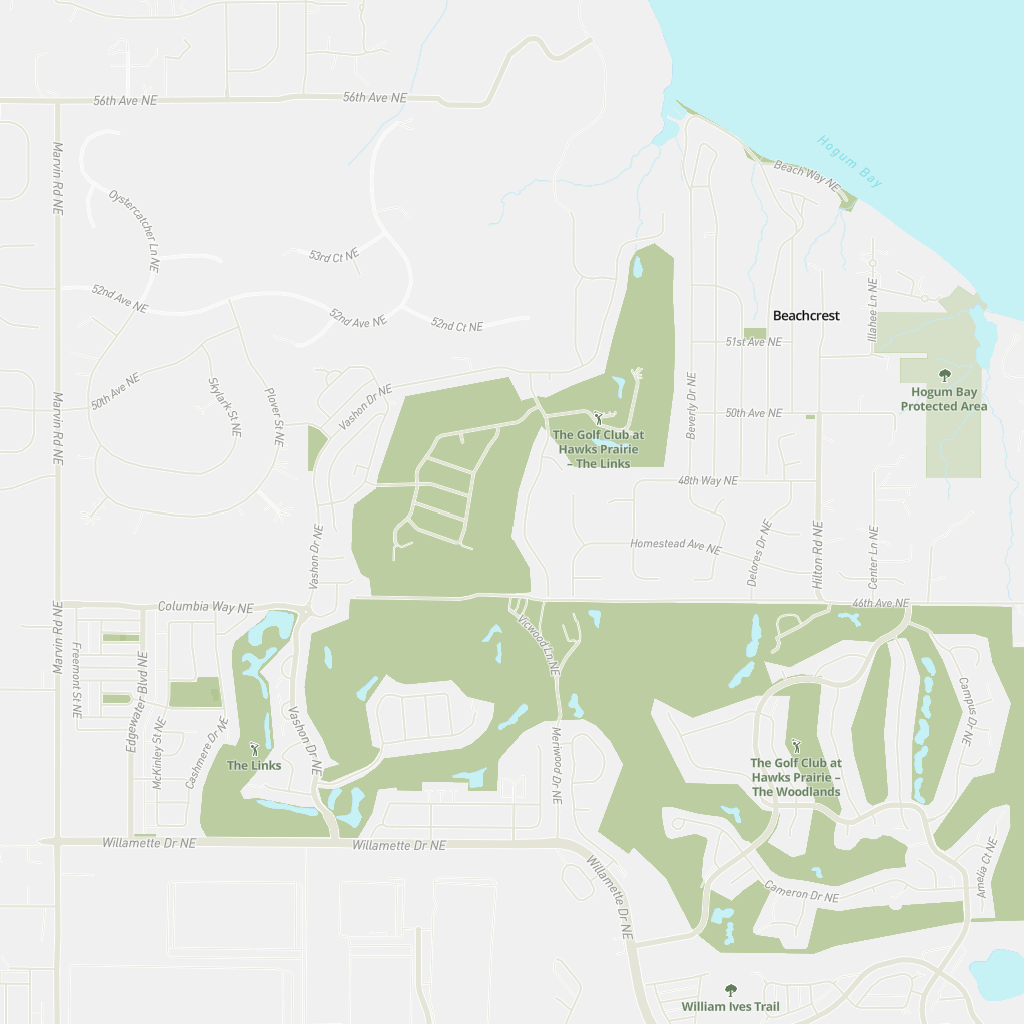 56th Ave NE
56th Ave NE
Hogum Bay
Beach Way NE
Marvin Rd NE
Oystercatcher Ln NE
53rd Ct NE
52nd Ave NE
52nd Ave NE
52nd Ct NE
Illahee Ln NE
Beachcrest
51st Ave NE
50th Ave NE
Skylark St NE
Plover St NE
Vashon Dr NE
Beverly Dr NE
50th Ave NE
Hogum Bay
Protected Area
Marvin Rd NE
The Golf Club at
Hawks Prairie
– The Links
48th Way NE
Vashon Dr NE
Homestead Ave NE
Delores Dr NE
Hilton Rd NE
Center Ln NE
Columbia Way NE
46th Ave NE
Marvin Rd NE
Freemont St NE
Edgewater Blvd NE
McKinley St NE
Cashmere Dr NE
Vicwood Ln NE
Vashon Dr NE
Meriwood Dr NE
Campus Dr NE
The Links
The Golf Club at
Hawks Prairie –
The Woodlands
Willamette Dr NE
Willamette Dr NE
Willamette Dr NE
Cameron Dr NE
Amelia Ct NE
William Ives Trail